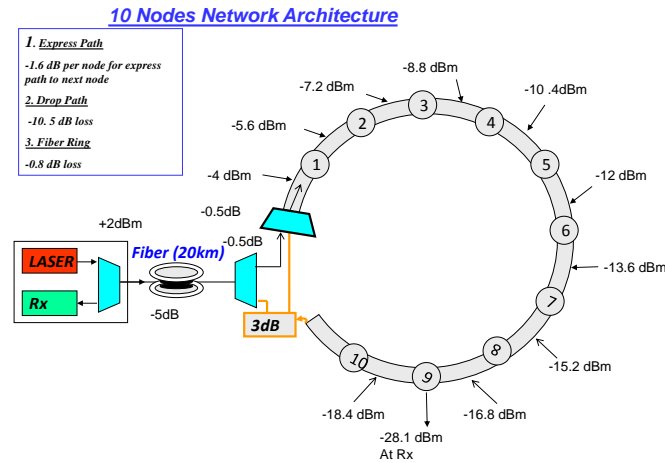 10 Nodes Network Architecture
1. Express Path
-1.6 dB per node for express
path to next node
2. Drop Path
-10. 5 dB loss
3. Fiber Ring
-0.8 dB loss
-8.8 dBm
-7.2 dBm
-10 .4dBm
-5.6 dBm
-4 dBm
-12 dBm
-0.5dB
+2dBm
-0.5dB
Fiber (20km)
LASER
Rx
-5dB
3dB
1
2
3
4
5
6
7
8
9
10
-13.6 dBm
-15.2 dBm
-16.8 dBm
-18.4 dBm
-28.1 dBm
At Rx